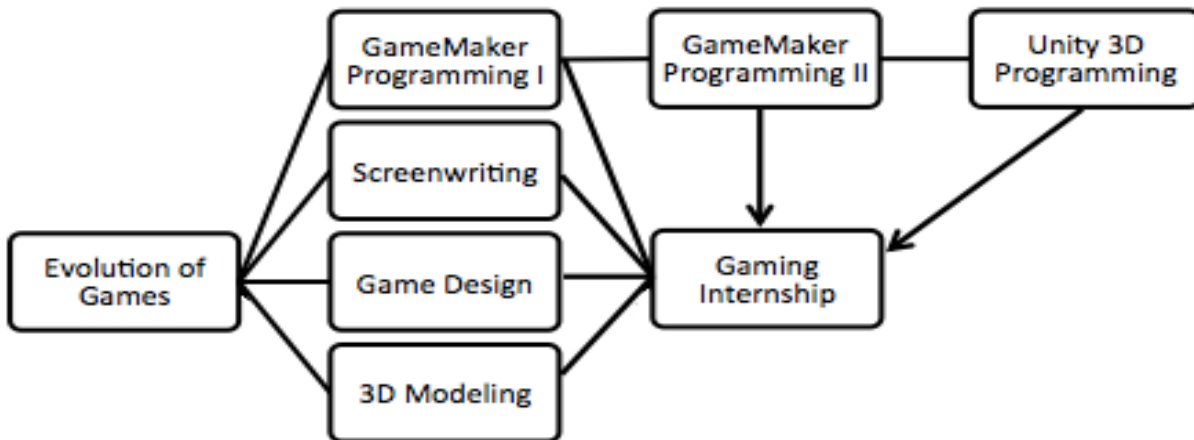 GameMaker
Programming I
GameMaker
Programming II
Unity 3D
Programming
Screenwriting
Evolution of
Games
Game Design
Gaming
Internship
3D Modeling